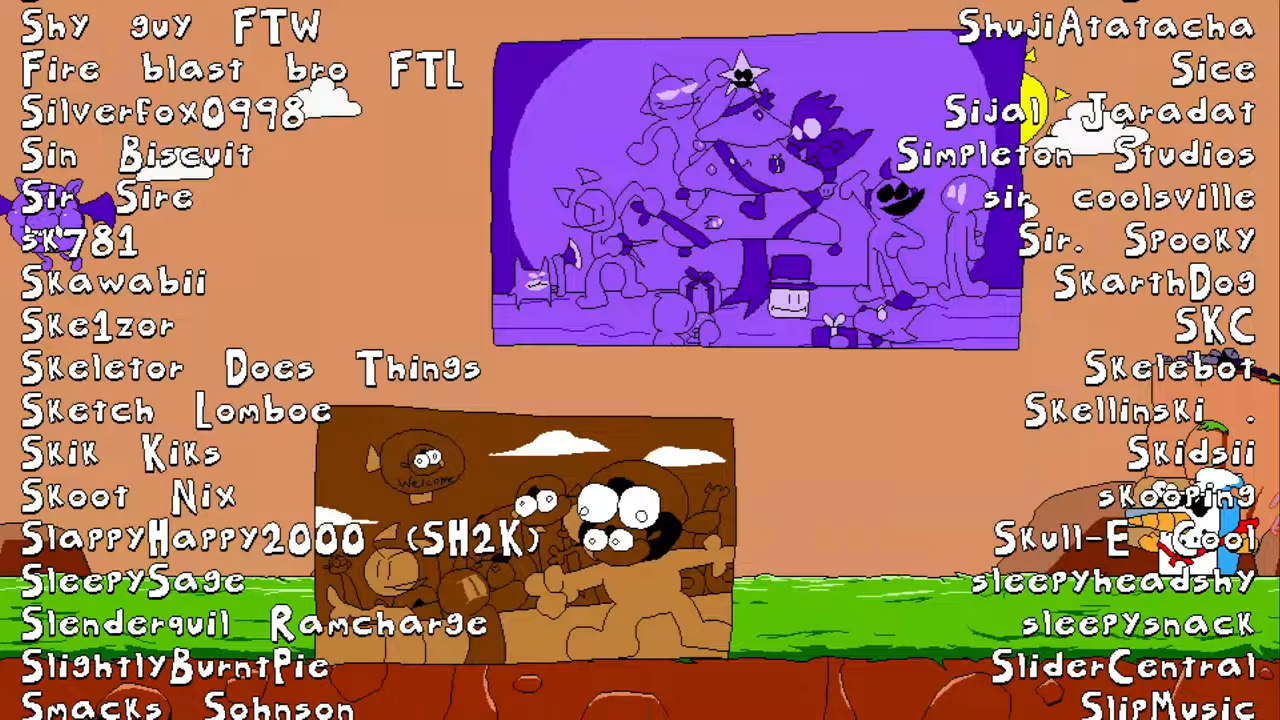 Shy guy FTW
Fire blast bro FTL
Silverfox0998
Sin Biscuit
Sir Sire
sk781
Skawabii
Ske1zor
Skeletor Does Things
Sketch Lomboe
Skik Kiks
Skoot Nix
SlappyHappy2000 (SH2K)
SleepySage
Slenderquil Ramcharge
SlightlyBurntPie
Smacks Sohnson
Welcome
ShujiAtatacha
Sice
Sijal Jaradat
Simpleton Studios
sir coolsville
Sir. Spooky
SkarthDog
SKC
Skelebot
Skellinski .
Skidsii
skooping
Skull-E Cool
sleepyheadshy
sleepysnack
SliderCentral
SlipMusic